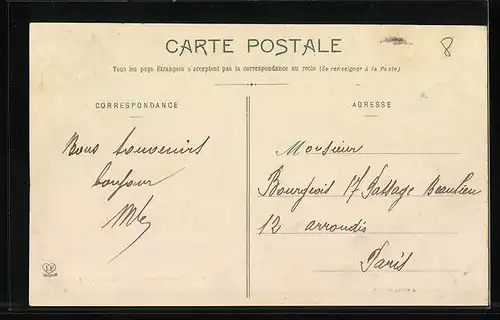 CARTE POSTALE
8
Tous les pays Etrangers n'acceptent pas la correspondance au recto (Se renseigner à la Poste)
CORRESPONDANCE
ADRESSE
Bons souvenirs
bonjour
Monsieur
Bourgeois 17 Passage Beaulieu
12 arrondis
Paris